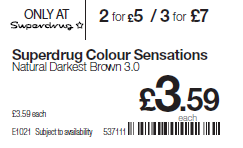 ONLY AT
Superdrug
2 for £5 / 3 for £7
Superdrug Colour Sensations
Natural Darkest Brown 3.0
£3.59
each
£3.59 each
E1021 Subject to availability 537111